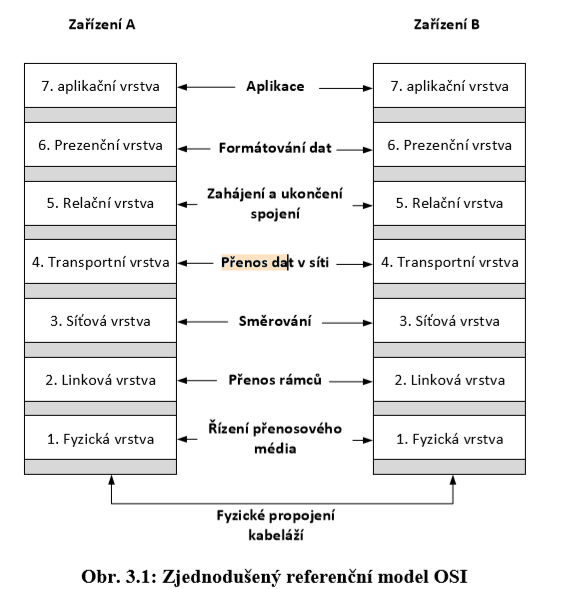 Zařízení A
Zařízení B
7. aplikační vrstva
Aplikace
7. aplikační vrstva
6. Prezenční vrstva
Formátování dat
6. Prezenční vrstva
5. Relační vrstva
Zahájení a ukončení
spojení
5. Relační vrstva
4. Transportní vrstva
Přenos dat v síti
4. Transportní vrstva
3. Síťová vrstva
Směrování
3. Síťová vrstva
2. Linková vrstva
Přenos rámců
2. Linková vrstva
1. Fyzická vrstva
Řízení přenosového
média
1. Fyzická vrstva
Fyzické propojení
kabeláží
Obr. 3.1: Zjednodušený referenční model OSI